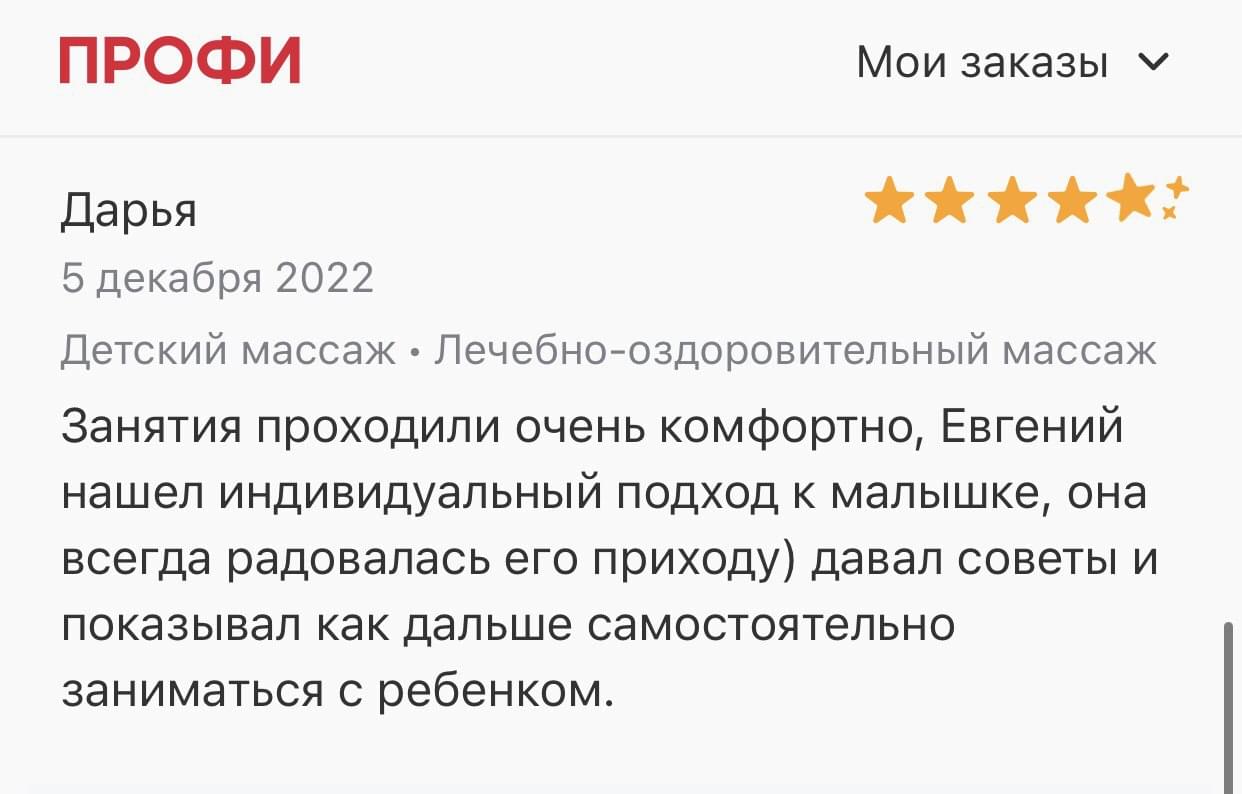 ПРОФИ
Мои заказы
Дарья
5 декабря 2022
Детский массаж • Лечебно-оздоровительный массаж
Занятия проходили очень комфортно, Евгений
нашел индивидуальный подход к малышке, она
всегда радовалась его приходу) давал советы и
показывал как дальше самостоятельно
заниматься с ребенком.